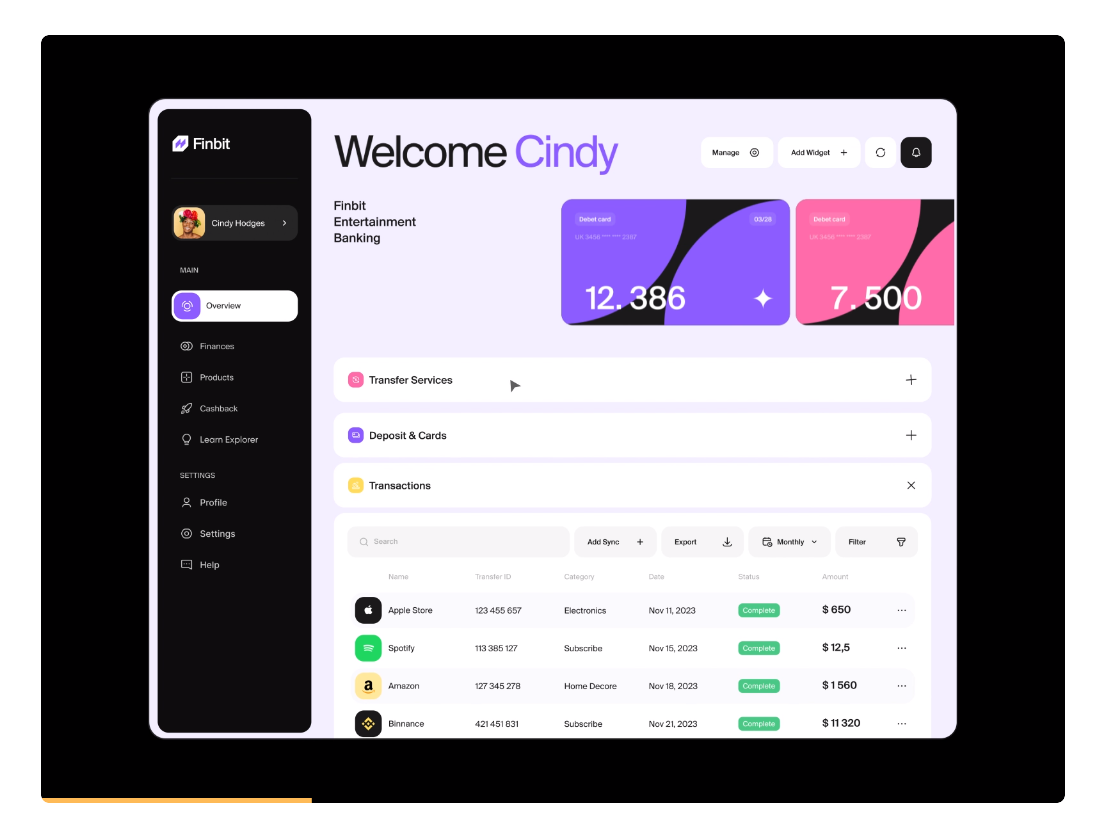 Finbit
Cindy Hodges
MAIN
Overview
Finances
Products
Cashback
Learn Explorer
SETTINGS
Profile
Settings
Help
Welcome Cindy
Manage
Add Widget
Finbit
Entertainment
Banking
Debet card
03/28
UK 3456 **** **** 2387
12. 386
Debet card
UK 3456 **** **** 2387
7. 500
Transfer Services
Deposit & Cards
Transactions
Search
Add Sync
Export
Monthly
Filter
Name Transfer ID Category Date Status Amount
Apple Store 123 455 657 Electronics Nov 11, 2023 Complete $ 650
Spotify 113 385 127 Subscribe Nov 15, 2023 Complete $ 12,5
Amazon 127 345 278 Home Decore Nov 18, 2023 Complete $ 1 560
Binnance 421 451 831 Subscribe Nov 21, 2023 Complete $ 11 320